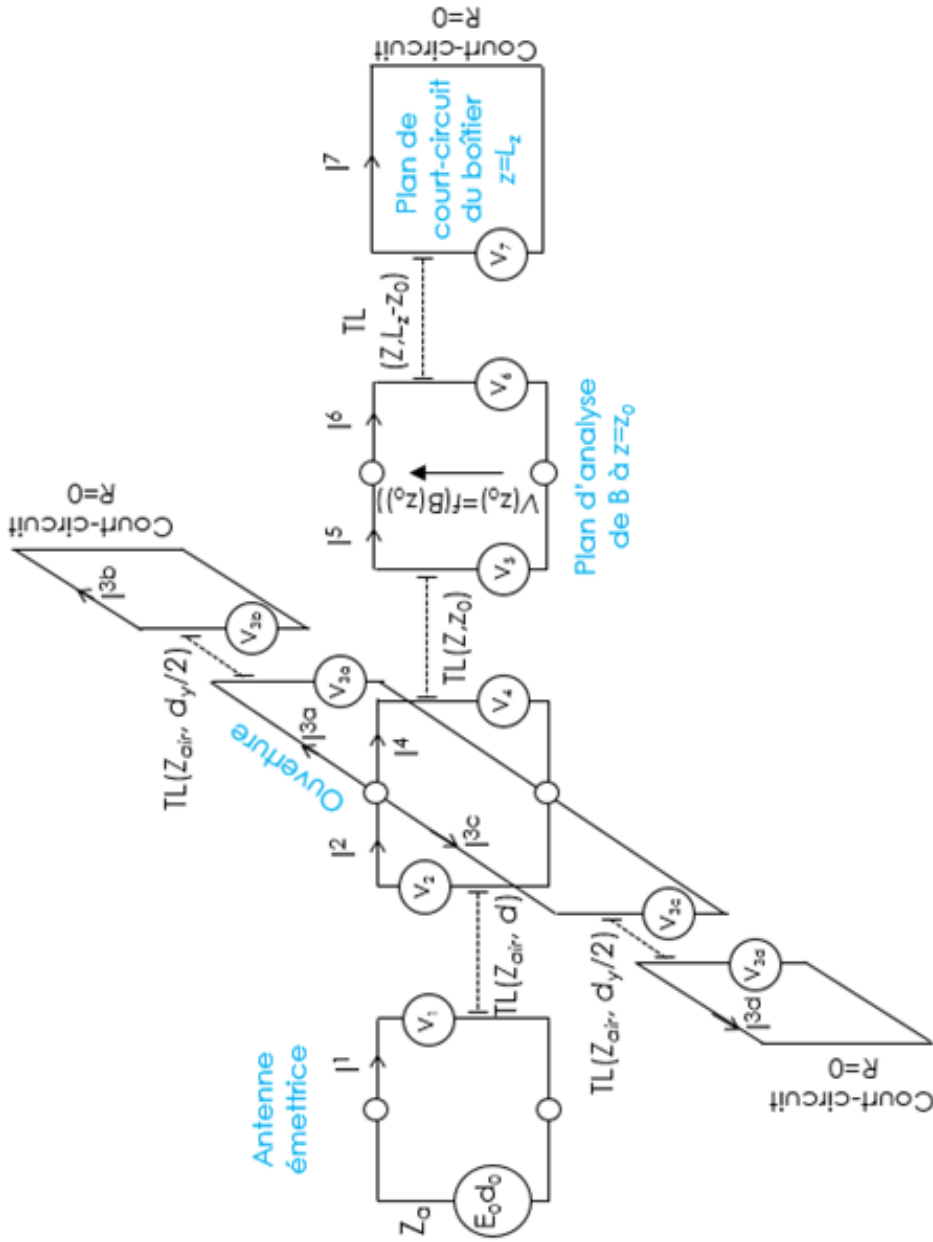 Antenne
émettrice
Za
E0d0
I1
V1
TL(Zair, d)
Ouverture
I2
V2
I3a
V3a
TL(Zair, dy/2)
I3b
V3b
Court-circuit
R=0
I3c
V3c
TL(Zair, dy/2)
I3d
V3d
Court-circuit
R=0
I4
V4
TL(Z,z0)
I5
V5
V(z0)=f(B(z0))
I6
V6
Plan d'analyse
de B à z=z0
TL
(Z,Lz-z0)
I7
V7
Plan de
court-circuit
du boîtier
z=Lz
Court-circuit
R=0